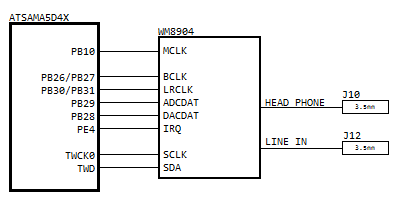 ATSAMA5D4X
WM8904
PB10 MCLK
PB26/PB27 BCLK
PB30/PB31 LRCLK
PB29 ADCDAT
PB28 DACDAT
PE4 IRQ
TWCK0 SCLK
TWD SDA
HEAD PHONE
J10
3.5mm
LINE IN
J12
3.5mm